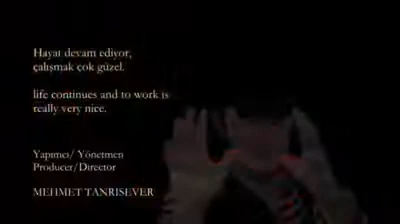 Hayat devam ediyor,
çalışmak çok güzel.
life continues and to work is
really very nice.
Yapımcı/ Yönetmen
Producer/Director
MEHMET TANRISEVER